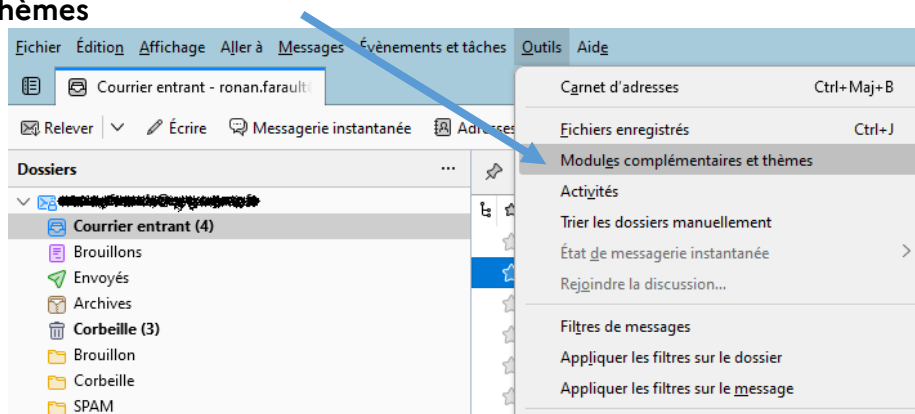 hèmes
Fichier Édition Affichage Aller à Messages Évènements et tâches Outils Aide
Courrier entrant - ronan.farault
Relever Écrire Messagerie instantanée Adresses
Dossiers ...
Courrier entrant (4)
Brouillons
Envoyés
Archives
Corbeille (3)
Brouillon
Corbeille
SPAM
Carnet d'adresses Ctrl+Maj+B
Fichiers enregistrés Ctrl+J
Modules complémentaires et thèmes
Activités
Trier les dossiers manuellement
État de messagerie instantanée
Rejoindre la discussion...
Filtres de messages
Appliquer les filtres sur le dossier
Appliquer les filtres sur le message